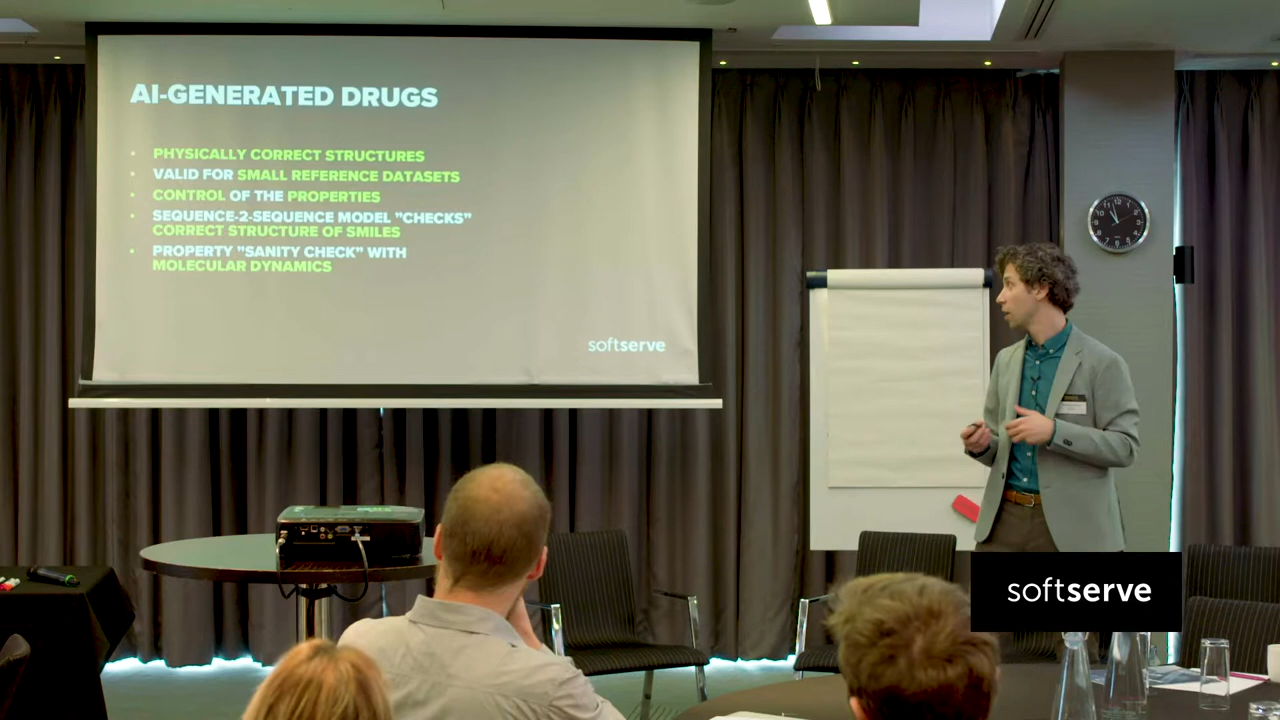 AI-GENERATED DRUGS
• PHYSICALLY CORRECT STRUCTURES
• VALID FOR SMALL REFERENCE DATASETS
• CONTROL OF THE PROPERTIES
• SEQUENCE-2-SEQUENCE MODEL "CHECKS"
CORRECT STRUCTURE OF SMILES
• PROPERTY "SANITY CHECK" WITH
MOLECULAR DYNAMICS
softserve
softserve